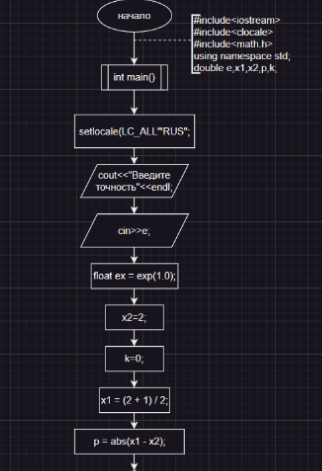 начало
#include<iostream>
#include<clocale>
#include<math.h>
using namespace std;
double e,x1,x2,p,k;
int main()
setlocale(LC_ALL"'RUS";
cout<<"Введите
точность"<<endl;
cin>>e;
float ex = exp(1.0);
x2=2;
k=0;
x1 = (2 + 1) / 2;
p = abs(x1 - x2);